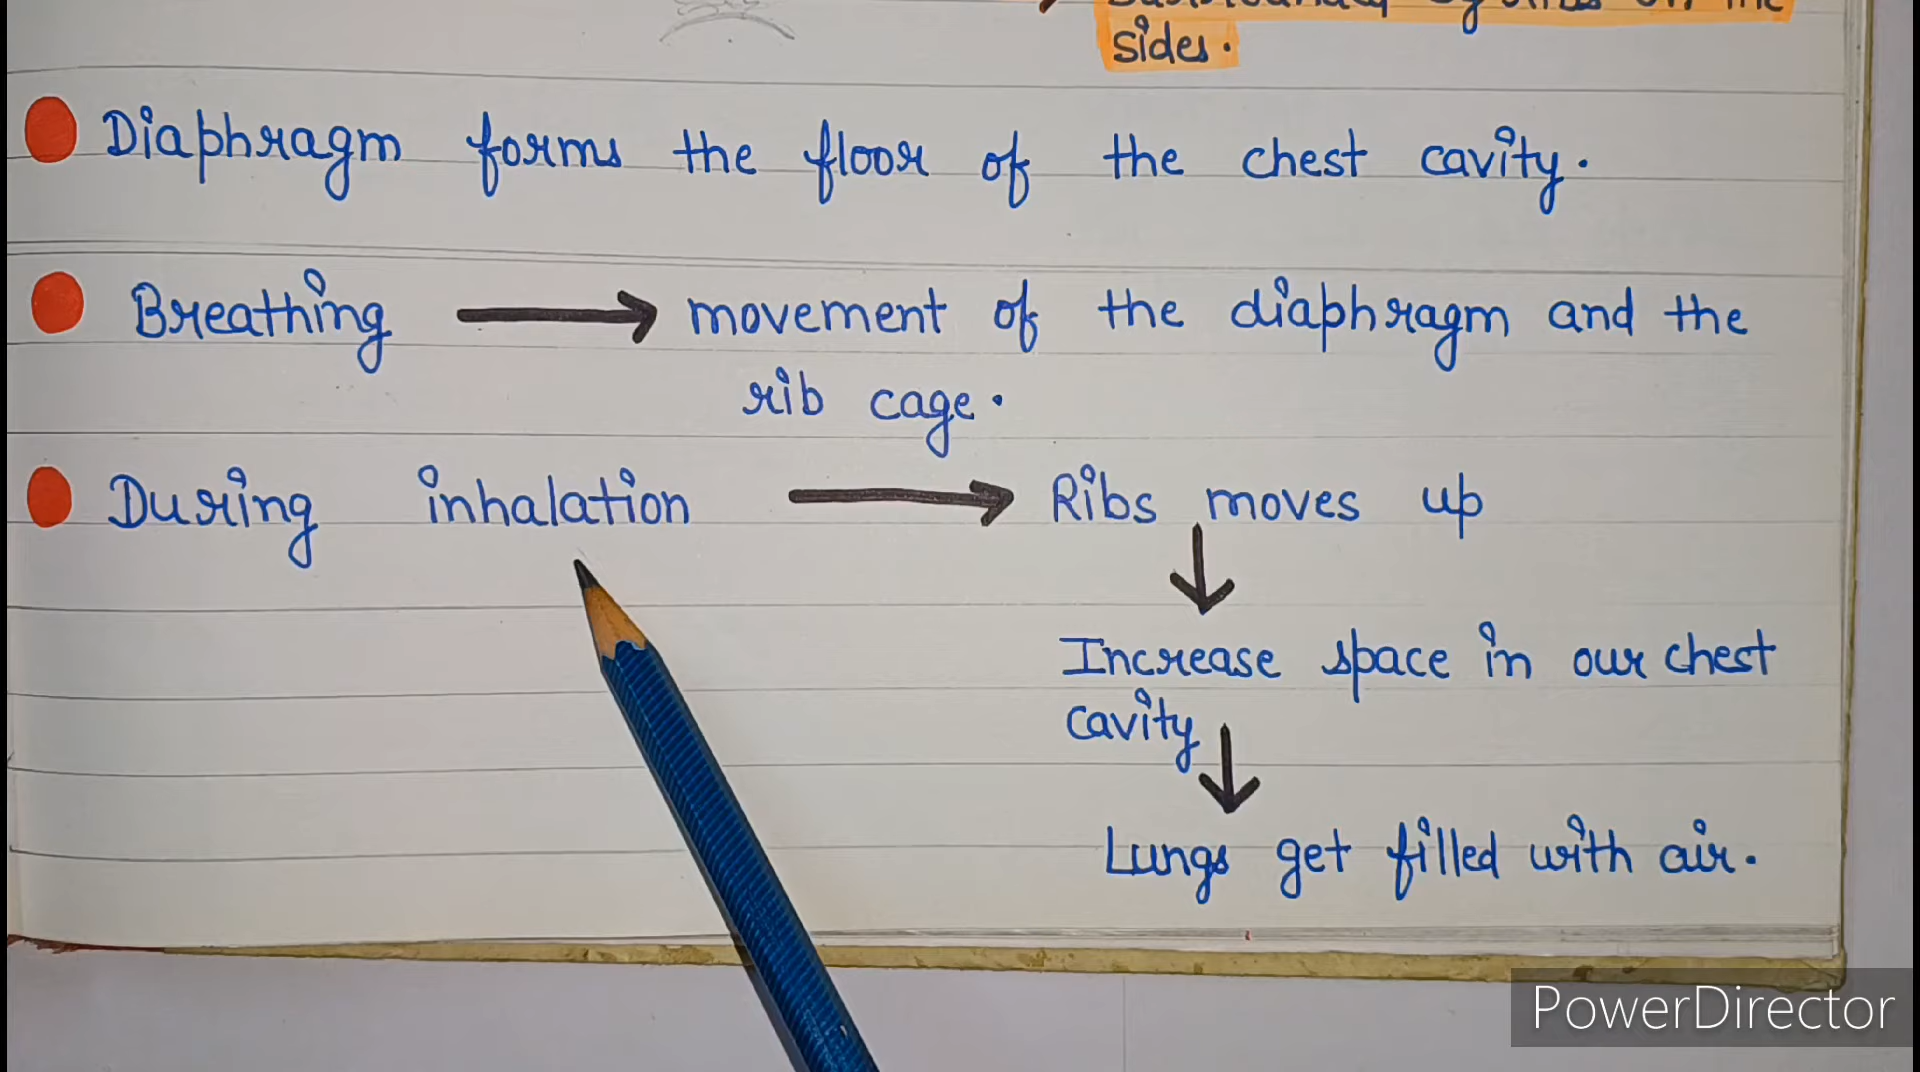 sides.
Diaphragm forms the floor of the chest cavity.
Breathing → movement of the diaphragm and the
rib cage.
During inhalation → Ribs moves up
↓
Increase space in our chest
cavity
↓
Lungs get filled with air.
PowerDirector